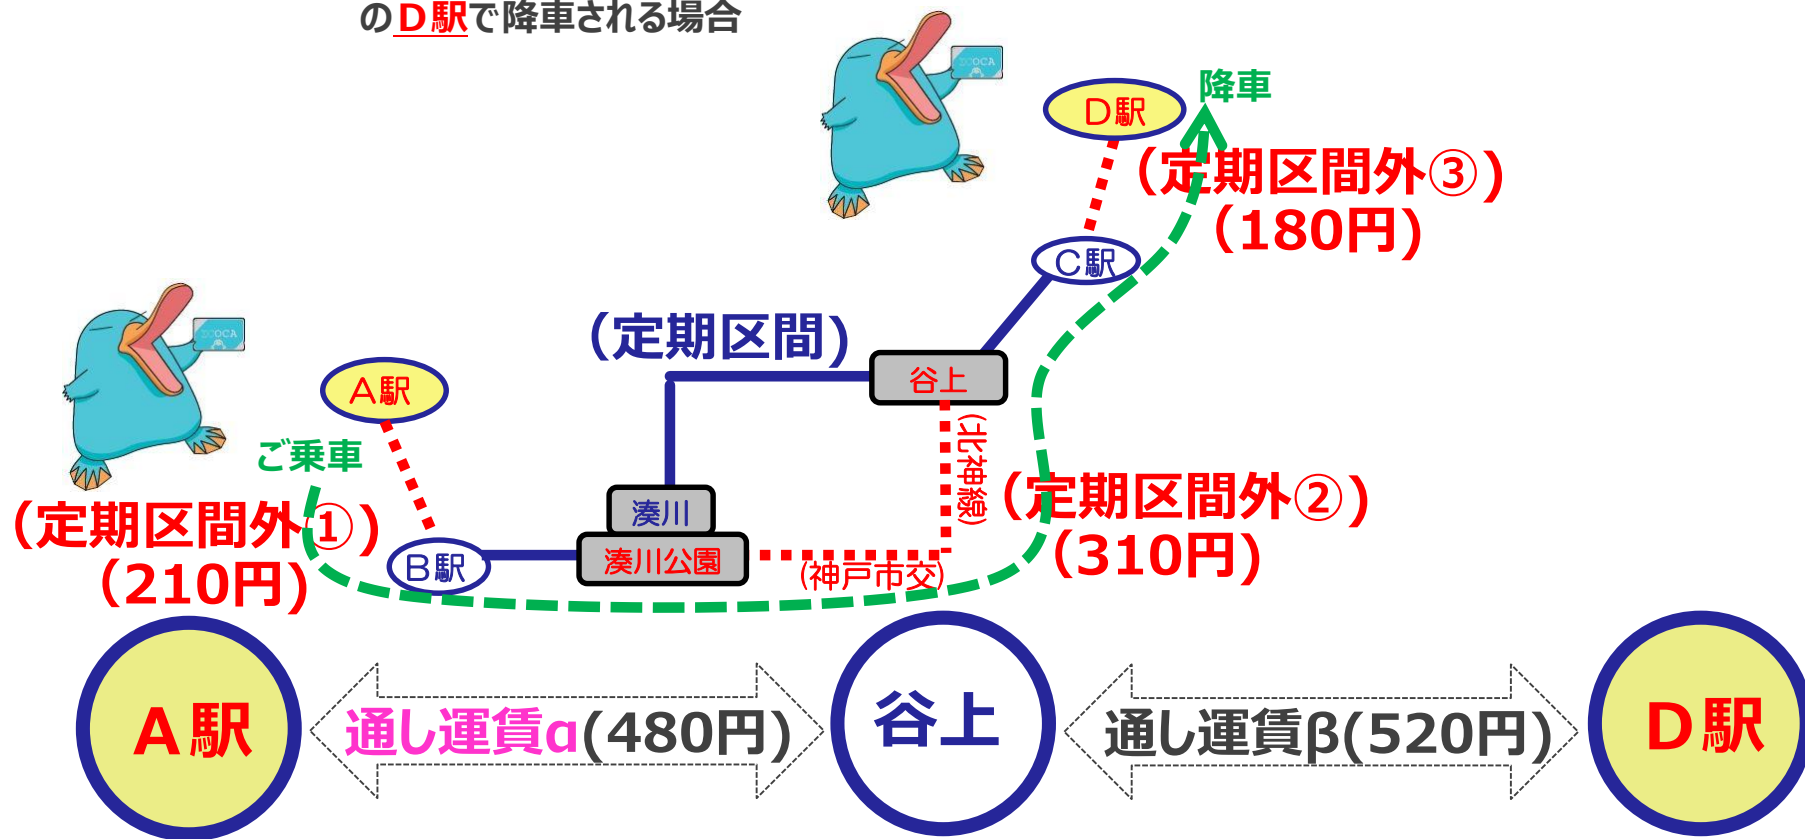 のD駅で降車される場合
降車
D駅
(定期区間外③)
(180円)
C駅
(定期区間)
谷上
A駅
ご乗車
(北神線)
(定期区間外①)
(210円)
湊川
湊川公園
B駅
(神戸市交)
(定期区間外②)
(310円)
A駅
通し運賃α(480円)
谷上
通し運賃β(520円)
D駅